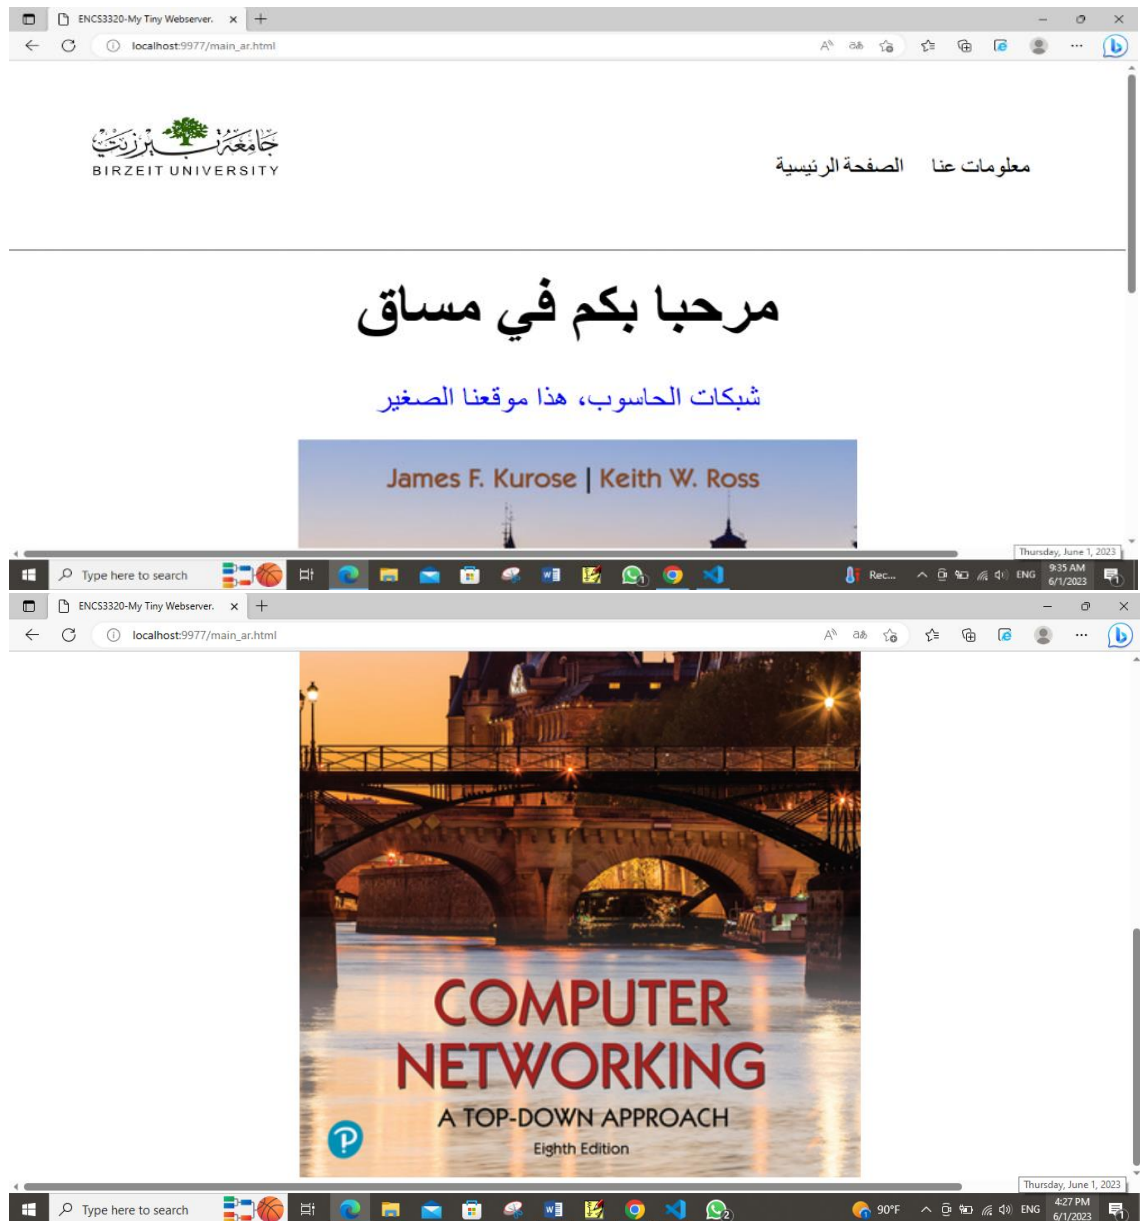 ENCS3320-My Tiny Webserver.
localhost:9977/main_ar.html
جامعة بيرزيت
BIRZEIT UNIVERSITY
معلومات عنا الصفحة الرئيسية
مرحبا بكم في مساق
شبكات الحاسوب، هذا موقعنا الصغير
James F. Kurose | Keith W. Ross
Thursday, June 1, 2023
Type here to search Rec... ENG 9:35 AM
6/1/2023
ENCS3320-My Tiny Webserver.
localhost:9977/main_ar.html
COMPUTER
NETWORKING
A TOP-DOWN APPROACH
Eighth Edition
P
Thursday, June 1, 2023
Type here to search 2 90°F ENG 4:27 PM
6/1/2023